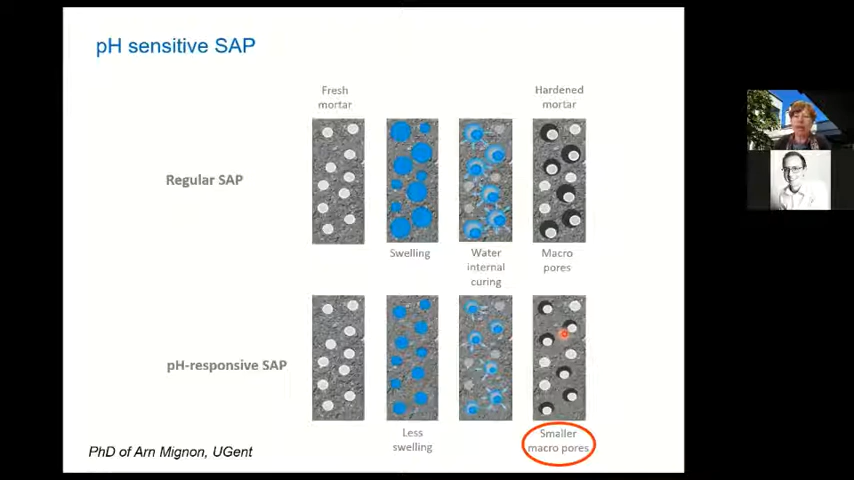 pH sensitive SAP
Fresh
mortar
Hardened
mortar
Regular SAP
Swelling
Water
internal
curing
Macro
pores
pH-responsive SAP
Less
swelling
Smaller
macro pores
PhD of Arn Mignon, UGent